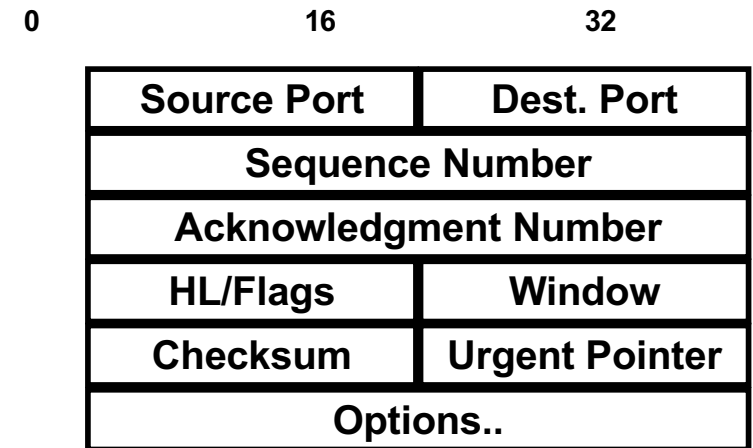 0 16 32
Source Port Dest. Port
Sequence Number
Acknowledgment Number
HL/Flags Window
Checksum Urgent Pointer
Options..